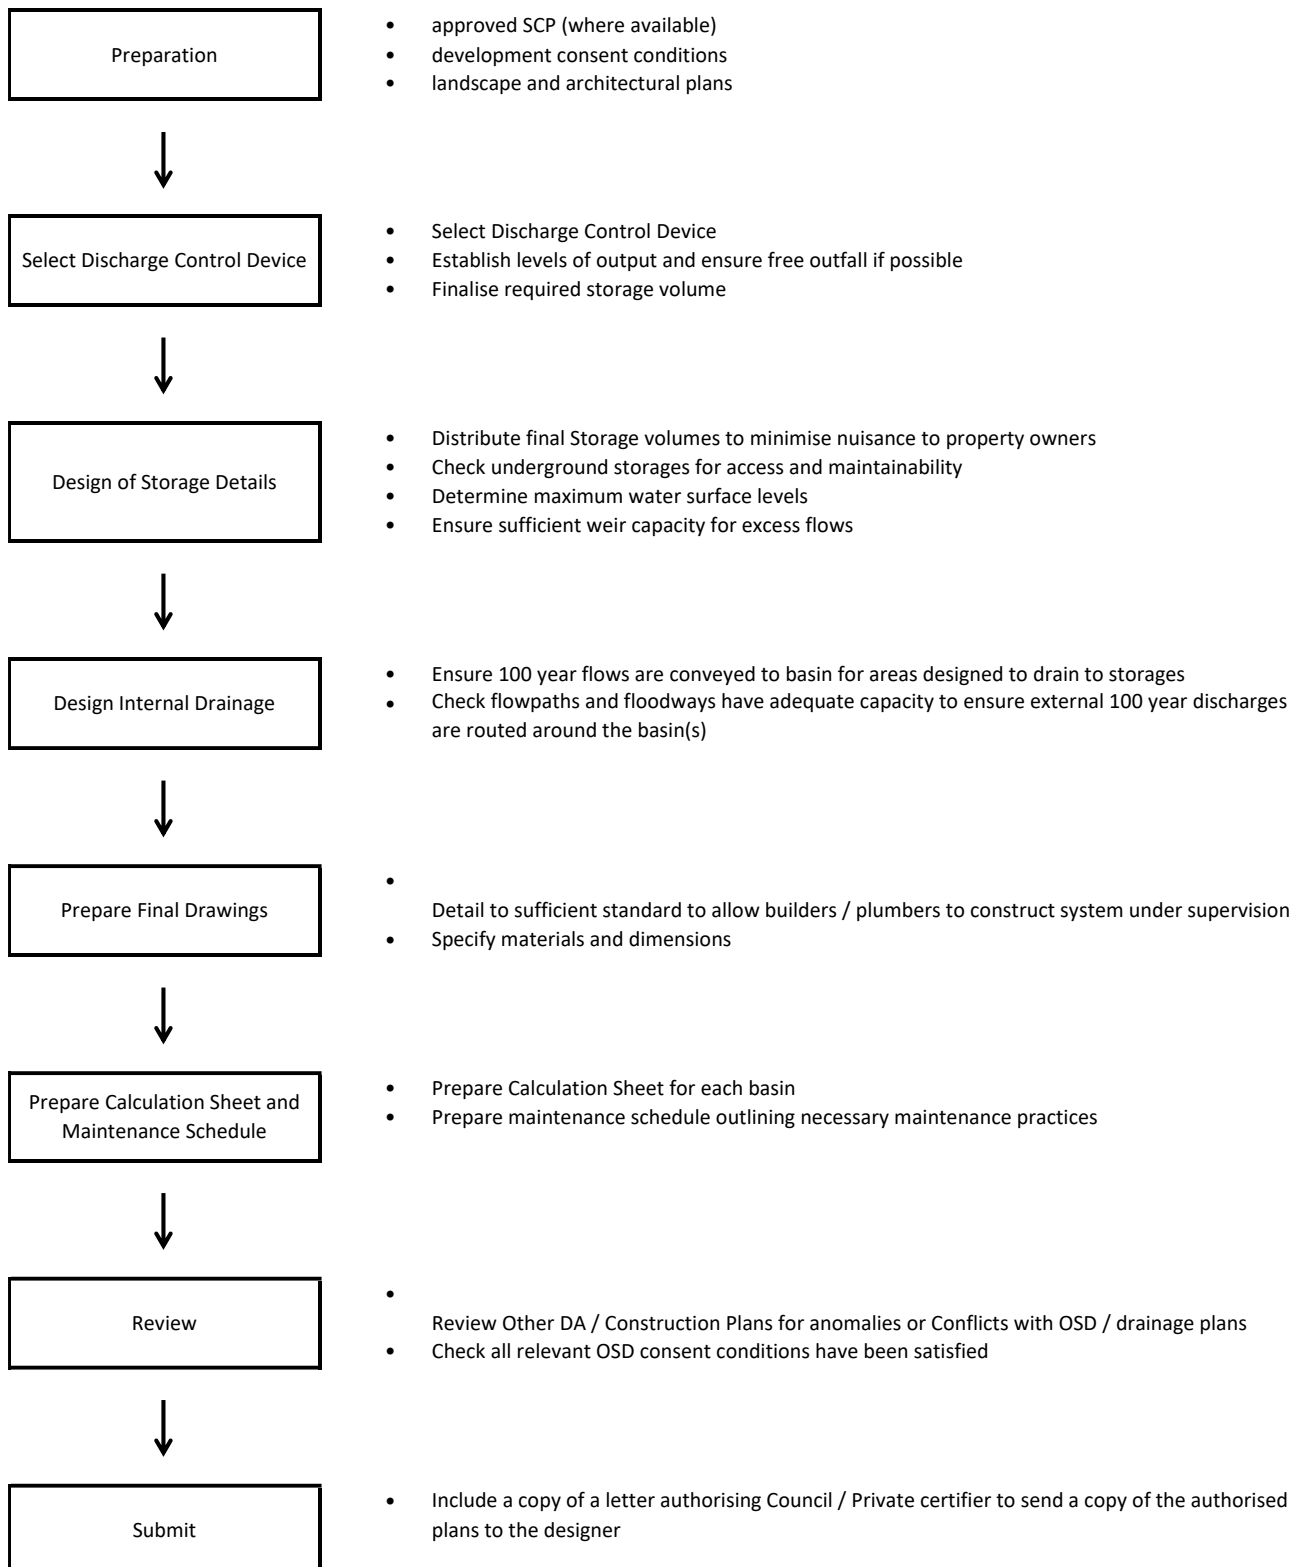 Preparation
• approved SCP (where available)
• development consent conditions
• landscape and architectural plans
Select Discharge Control Device
• Select Discharge Control Device
• Establish levels of output and ensure free outfall if possible
• Finalise required storage volume
Design of Storage Details
• Distribute final Storage volumes to minimise nuisance to property owners
• Check underground storages for access and maintainability
• Determine maximum water surface levels
• Ensure sufficient weir capacity for excess flows
Design Internal Drainage
• Ensure 100 year flows are conveyed to basin for areas designed to drain to storages
• Check flowpaths and floodways have adequate capacity to ensure external 100 year discharges
are routed around the basin(s)
Prepare Final Drawings
•
Detail to sufficient standard to allow builders / plumbers to construct system under supervision
• Specify materials and dimensions
Prepare Calculation Sheet and
Maintenance Schedule
• Prepare Calculation Sheet for each basin
• Prepare maintenance schedule outlining necessary maintenance practices
Review
•
Review Other DA / Construction Plans for anomalies or Conflicts with OSD / drainage plans
• Check all relevant OSD consent conditions have been satisfied
Submit
• Include a copy of a letter authorising Council / Private certifier to send a copy of the authorised
plans to the designer